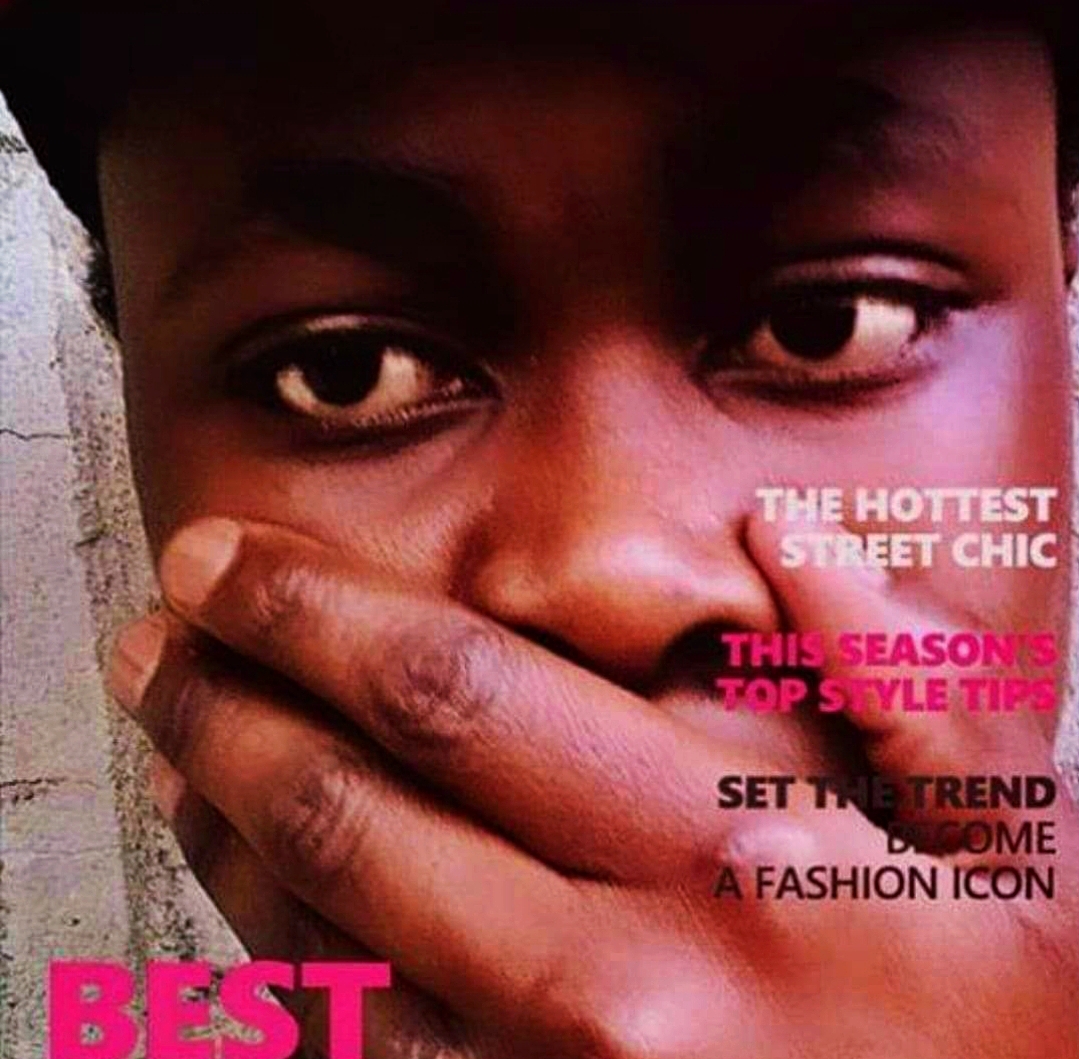 THE HOTTEST
STREET CHIC
THIS SEASON'S
TOP STYLE TIPS
SET THE TREND
BECOME
A FASHION ICON
BEST